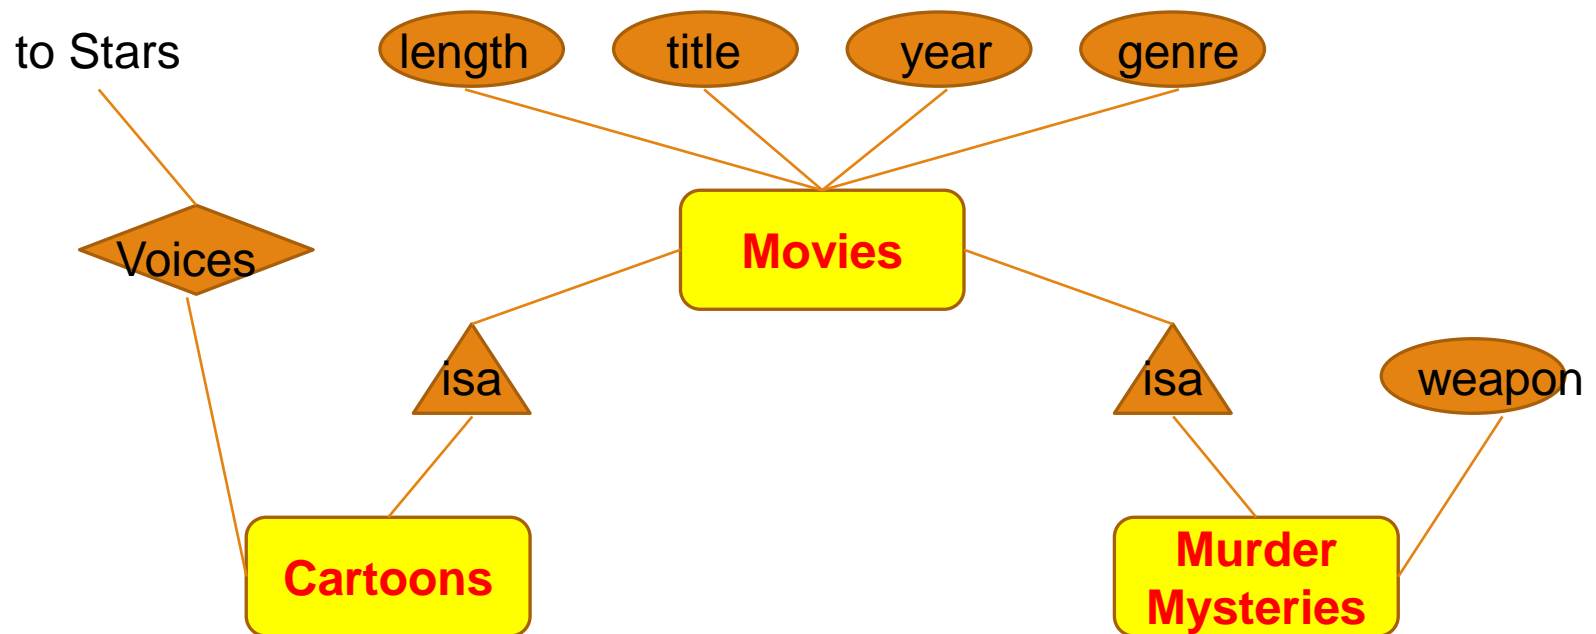 to Stars
length
title
year
genre
Movies
Voices
isa
isa
weapon
Cartoons
Murder
Mysteries